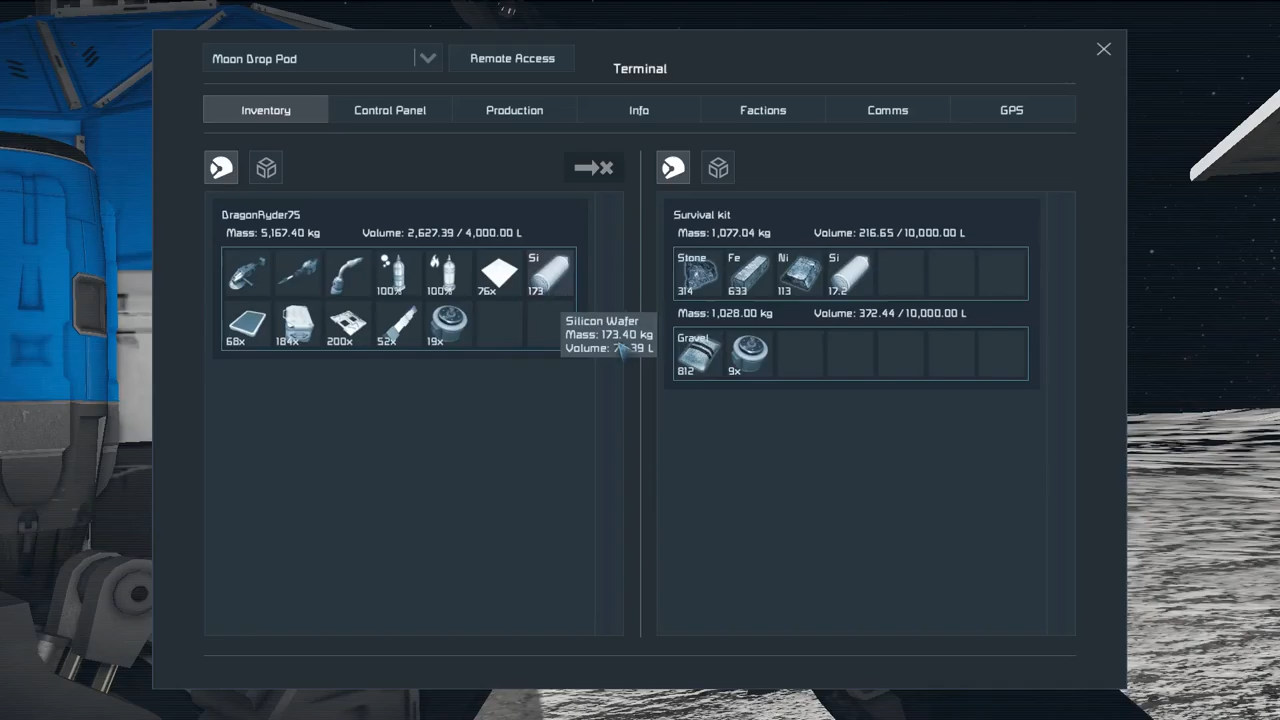 Moon Drop Pod
Remote Access
Terminal
Inventory
Control Panel
Production
Info
Factions
Comms
GPS
DragonRyder75
Mass: 5,167.40 kg
Volume: 2,627.39 / 4,000.00 L
Si
100%
100%
76x
173
68x
184x
200x
52x
19x
Silicon Wafer
Mass: 173.40 kg
Volume: 39 L
Survival kit
Mass: 1,077.04 kg
Volume: 216.65 / 10,000.00 L
Stone
Fe
Ni
Si
314
633
113
17.2
Mass: 1,028.00 kg
Volume: 372.44 / 10,000.00 L
Gravel
812
9x